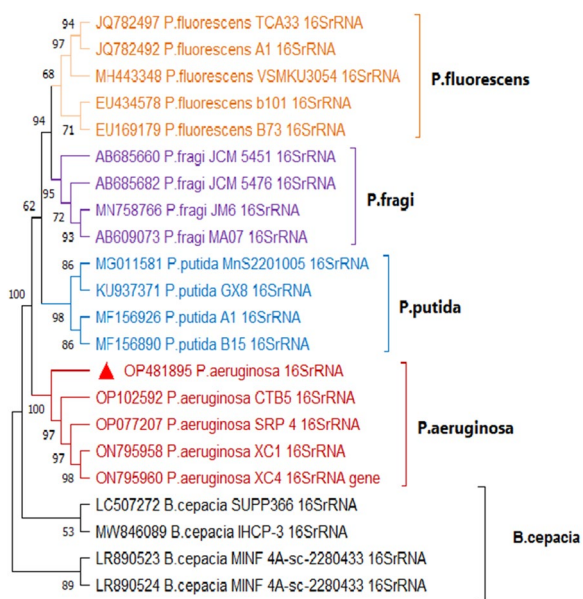 94
JQ782497 P.fluorescens TCA33 16SrRNA
97
JQ782492 P.fluorescens A1 16SrRNA
68
MH443348 P.fluorescens VSMKU3054 16SrRNA
P.fluorescens
EU434578 P.fluorescens b101 16SrRNA
94
71
EU169179 P.fluorescens B73 16SrRNA
AB685660 P.fragi JCM 5451 16SrRNA
95
AB685682 P.fragi JCM 5476 16SrRNA
P.fragi
62
72
MN758766 P.fragi JM6 16SrRNA
93
AB609073 P.fragi MA07 16SrRNA
86
MG011581 P.putida MnS2201005 16SrRNA
KU937371 P.putida GX8 16SrRNA
100
P.putida
98
MF156926 P.putida A1 16SrRNA
86
MF156890 P.putida B15 16SrRNA
OP481895 P.aeruginosa 16SrRNA
OP102592 P.aeruginosa CTB5 16SrRNA
100
OP077207 P.aeruginosa SRP 4 16SrRNA
P.aeruginosa
97
ON795958 P.aeruginosa XC1 16SrRNA
97
98
ON795960 P.aeruginosa XC4 16SrRNA gene
LC507272 B.cepacia SUPP366 16SrRNA
53
MW846089 B.cepacia IHCP-3 16SrRNA
B.cepacia
LR890523 B.cepacia MINF 4A-sc-2280433 16SrRNA
89
LR890524 B.cepacia MINF 4A-sc-2280433 16SrRNA